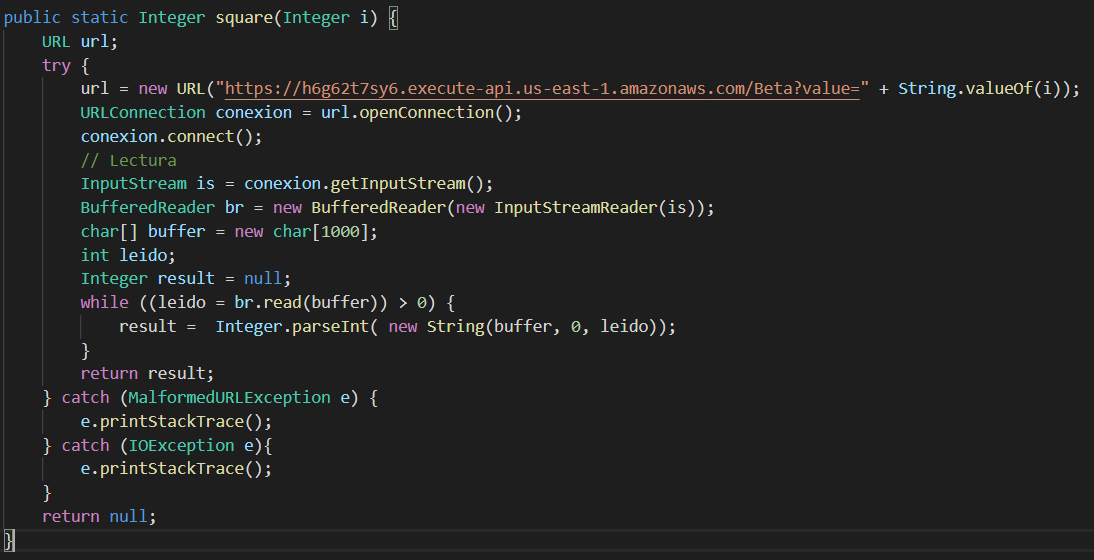 public static Integer square(Integer i) {
    URL url;
    try {
        url = new URL("https://h6g62t7sy6.execute-api.us-east-1.amazonaws.com/Beta?value=" + String.valueOf(i));
        URLConnection conexion = url.openConnection();
        conexion.connect();
        // Lectura
        InputStream is = conexion.getInputStream();
        BufferedReader br = new BufferedReader(new InputStreamReader(is));
        char[] buffer = new char[1000];
        int leido;
        Integer result = null;
        while ((leido = br.read(buffer)) > 0) {
            result =  Integer.parseInt( new String(buffer, 0, leido));
        }
        return result;
    } catch (MalformedURLException e) {
        e.printStackTrace();
    } catch (IOException e){
        e.printStackTrace();
    }
    return null;
}